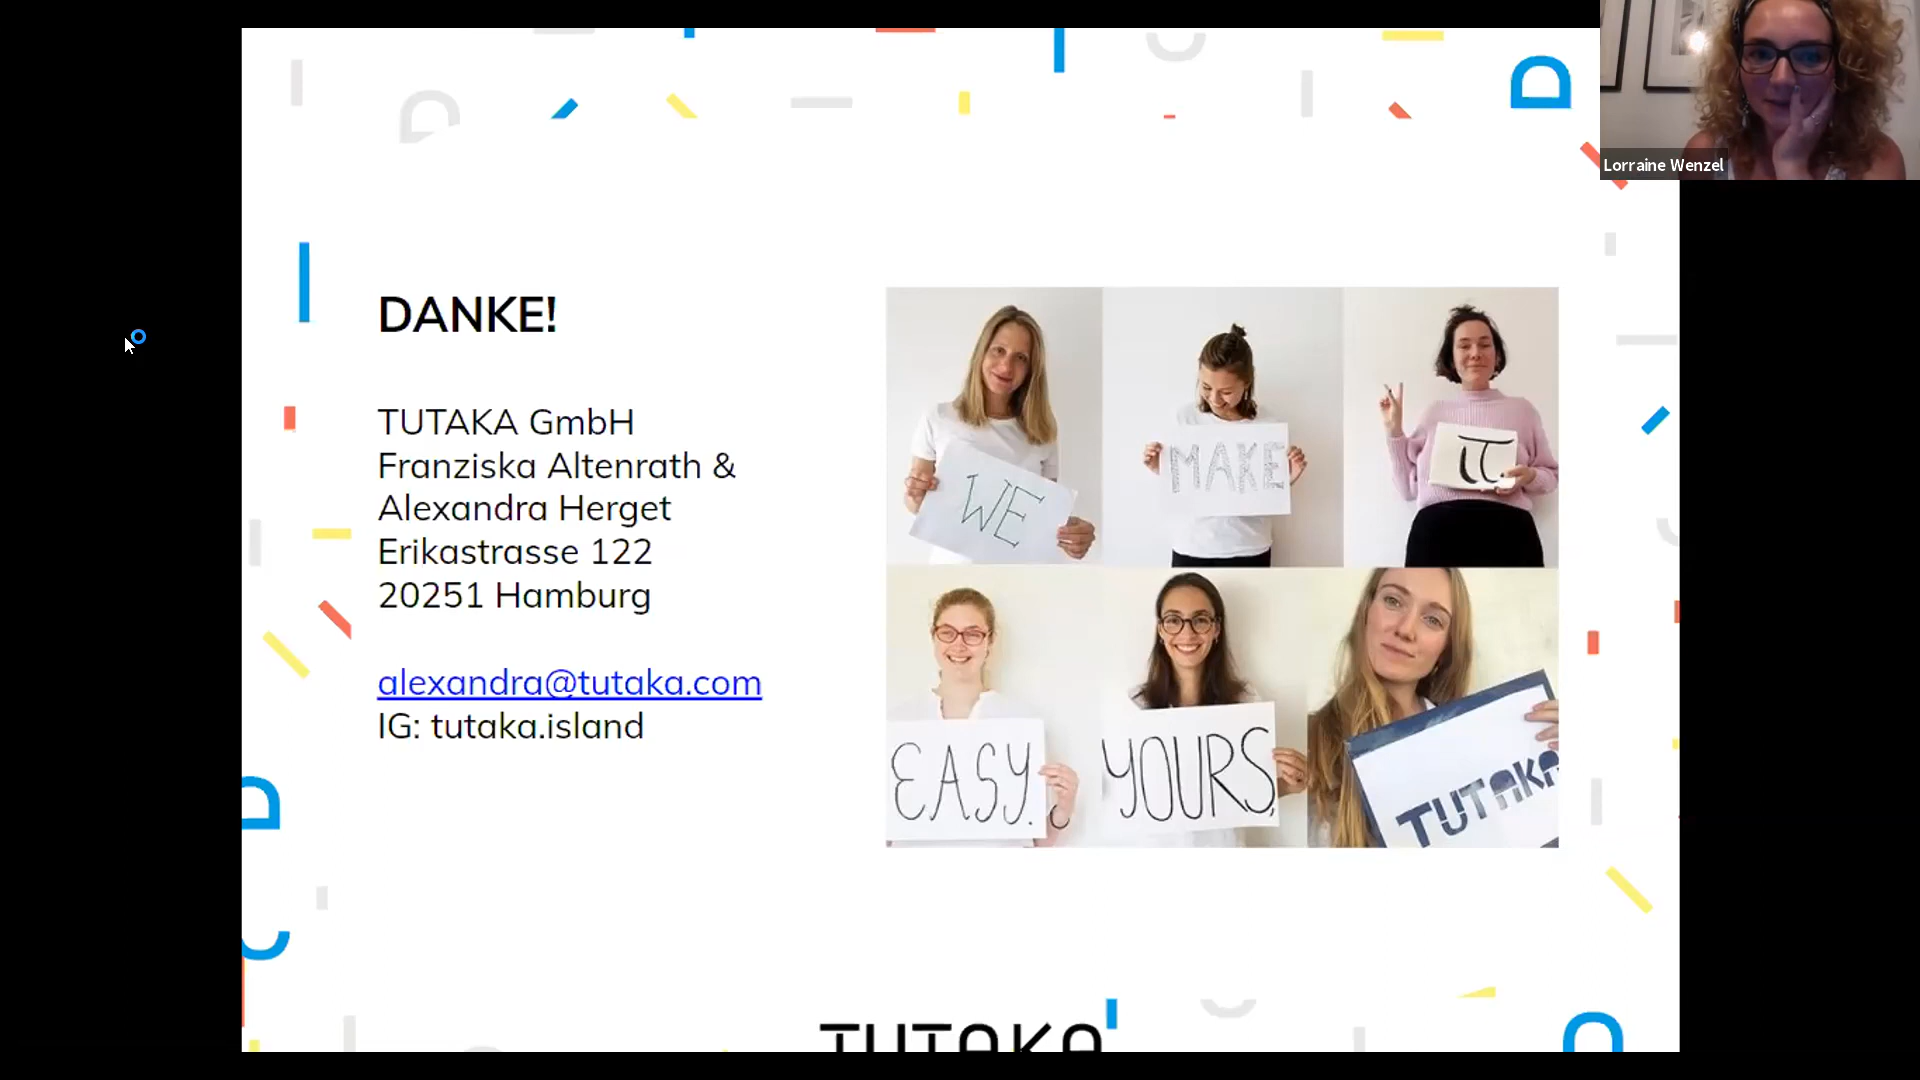 Lorraine Wenzel
DANKE!
TUTAKA GmbH
Franziska Altenrath &
Alexandra Herget
Erikastrasse 122
20251 Hamburg
alexandra@tutaka.com
IG: tutaka.island
WE
MAKE
IT
EASY.
YOURS,
TUTAKA
TUTAKA